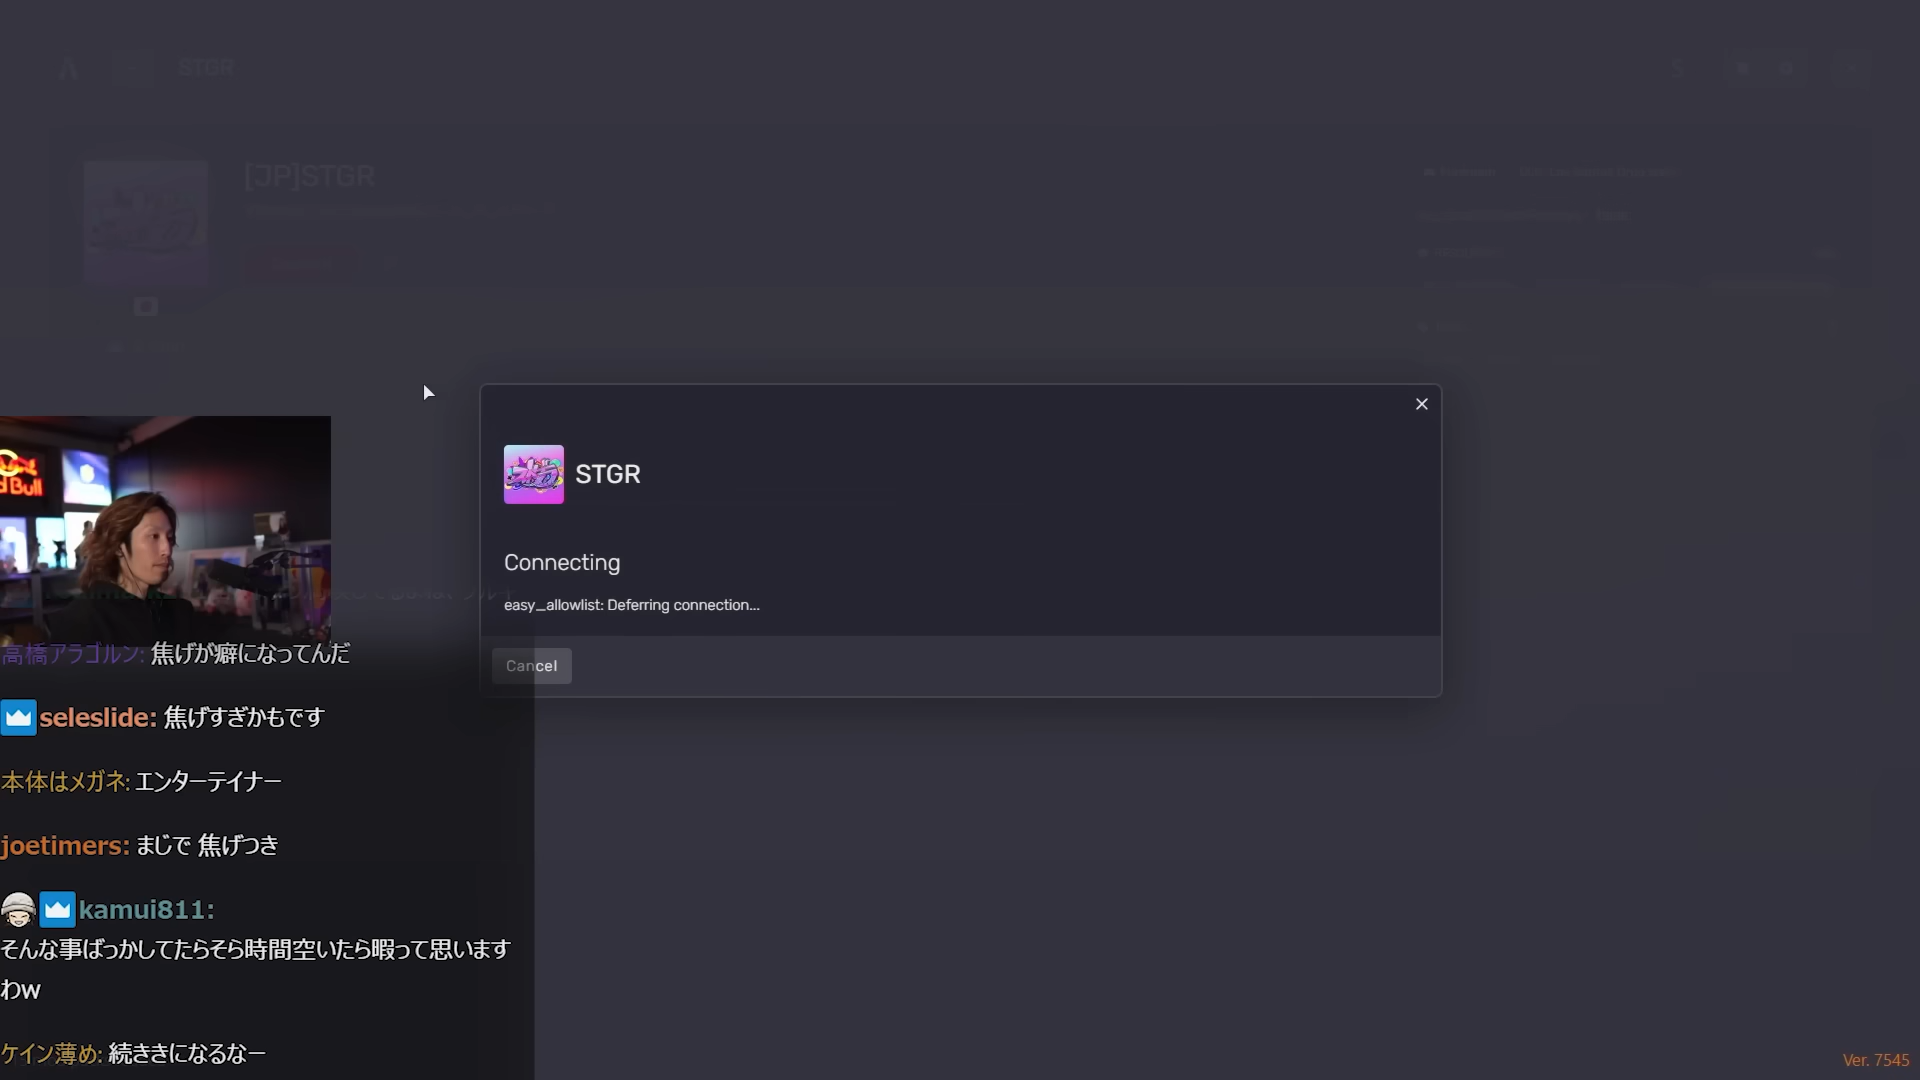 STGR
[JP]STGR
STGR
Connecting
easy_allowlist: Deferring connection...
Cancel
d Bull
高橋アラゴルン: 焦げが癖になってんだ
seleslide: 焦げすぎかもです
本体はメガネ: エンターテイナー
joetimers: まじで 焦げつき
kamui811:
そんな事ばっかしてたらそら時間空いたら暇って思います
わw
ケイン薄め: 続ききになるなー
Ver. 7545